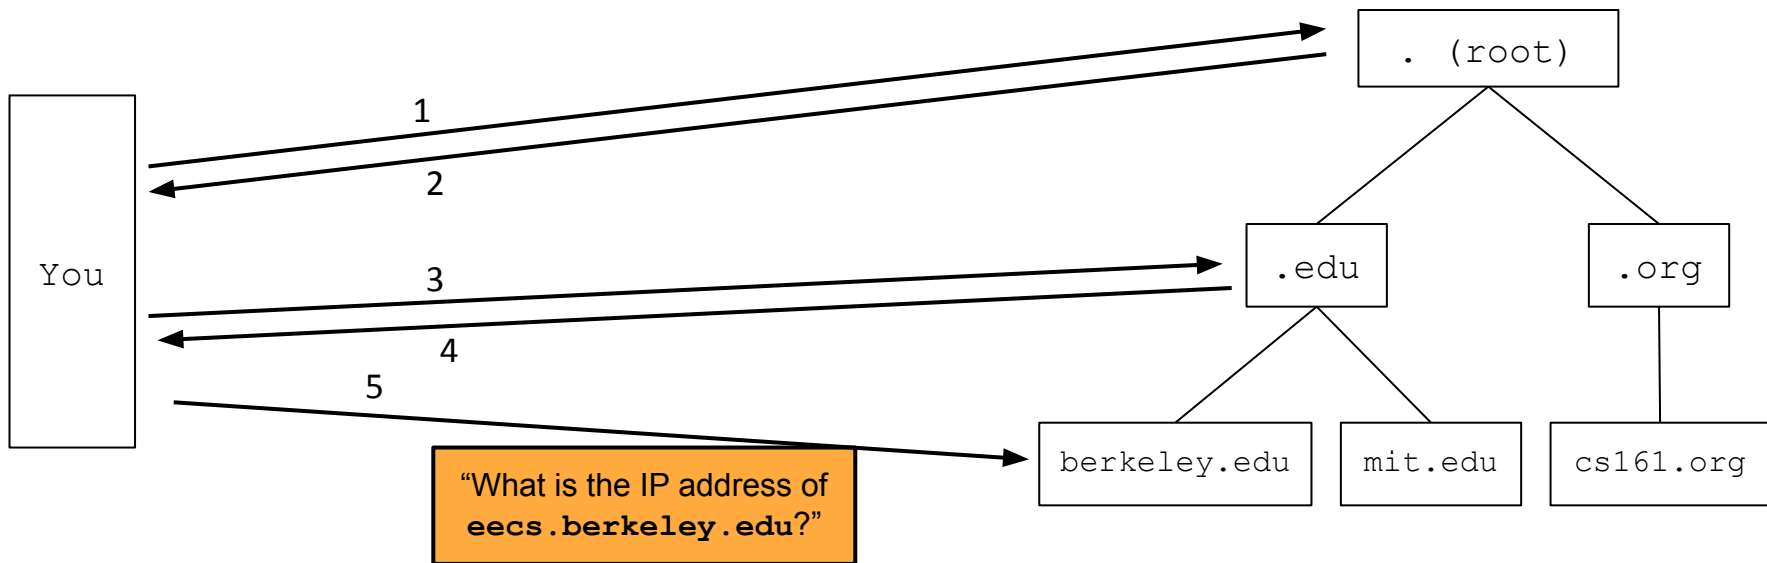 . (root)
1
2
You
3
.edu
.org
4
5
berkeley.edu
mit.edu
cs161.org
“What is the IP address of
eecs.berkeley.edu?”